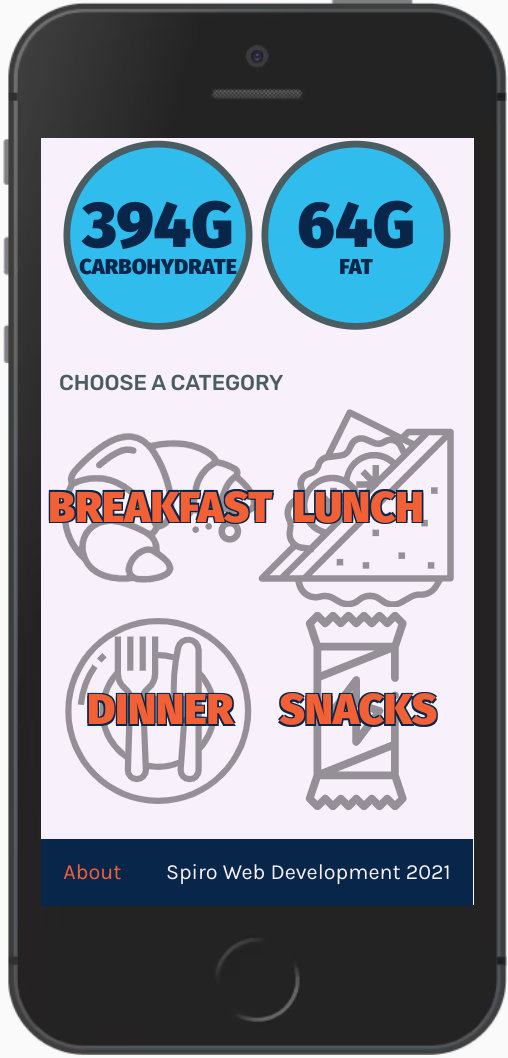 394G 64G
CARBOHYDRATE FAT
CHOOSE A CATEGORY
BREAKFAST LUNCH
DINNER SNACKS
About Spiro Web Development 2021